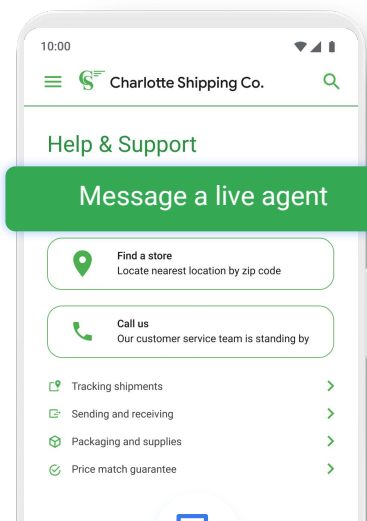 10:00
CS Charlotte Shipping Co.
Help & Support
Message a live agent
Find a store
Locate nearest location by zip code
Call us
Our customer service team is standing by
Tracking shipments
Sending and receiving
Packaging and supplies
Price match guarantee